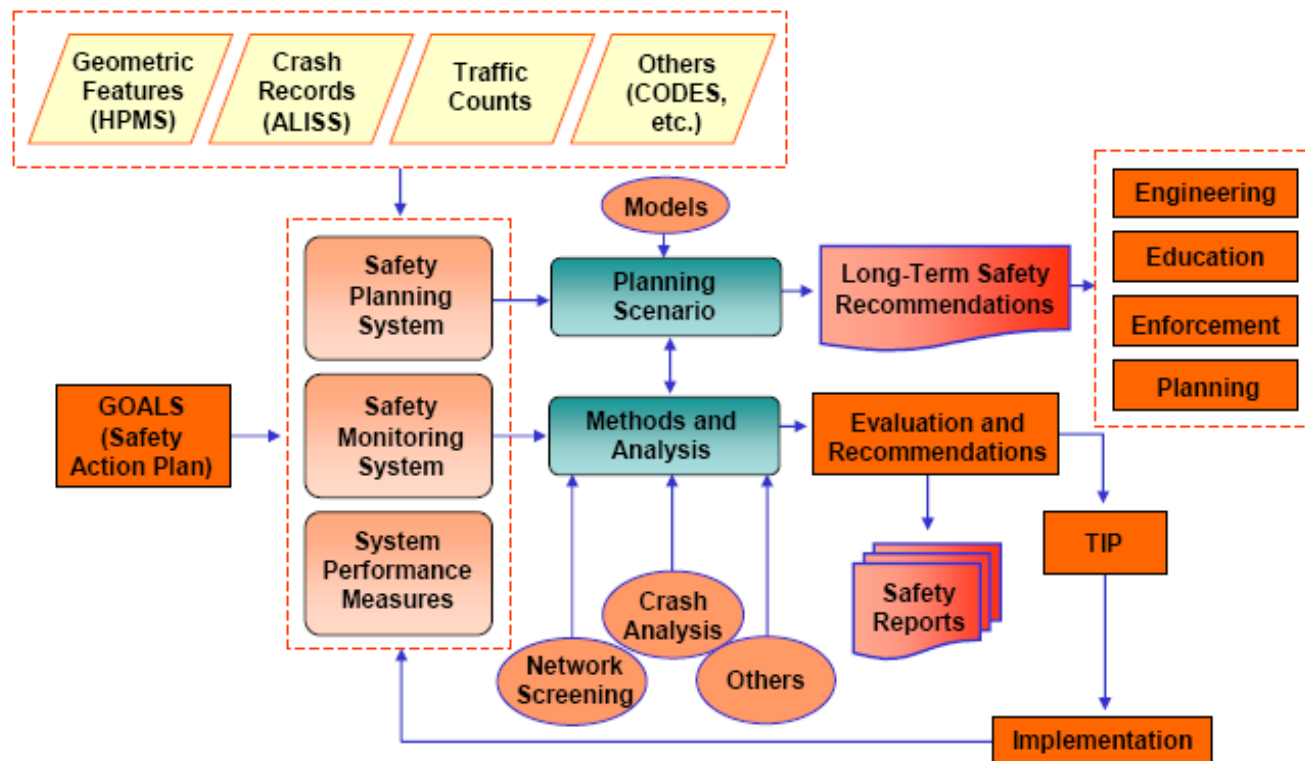 Geometric
Features
(HPMS)
Crash
Records
(ALISS)
Traffic
Counts
Others
(CODES,
etc.)
Models
Engineering
Education
Enforcement
Planning
Safety
Planning
System
Planning
Scenario
Long-Term Safety
Recommendations
GOALS
(Safety
Action Plan)
Safety
Monitoring
System
Methods and
Analysis
Evaluation and
Recommendations
System
Performance
Measures
Crash
Analysis
Network
Screening
Others
Safety
Reports
TIP
Implementation